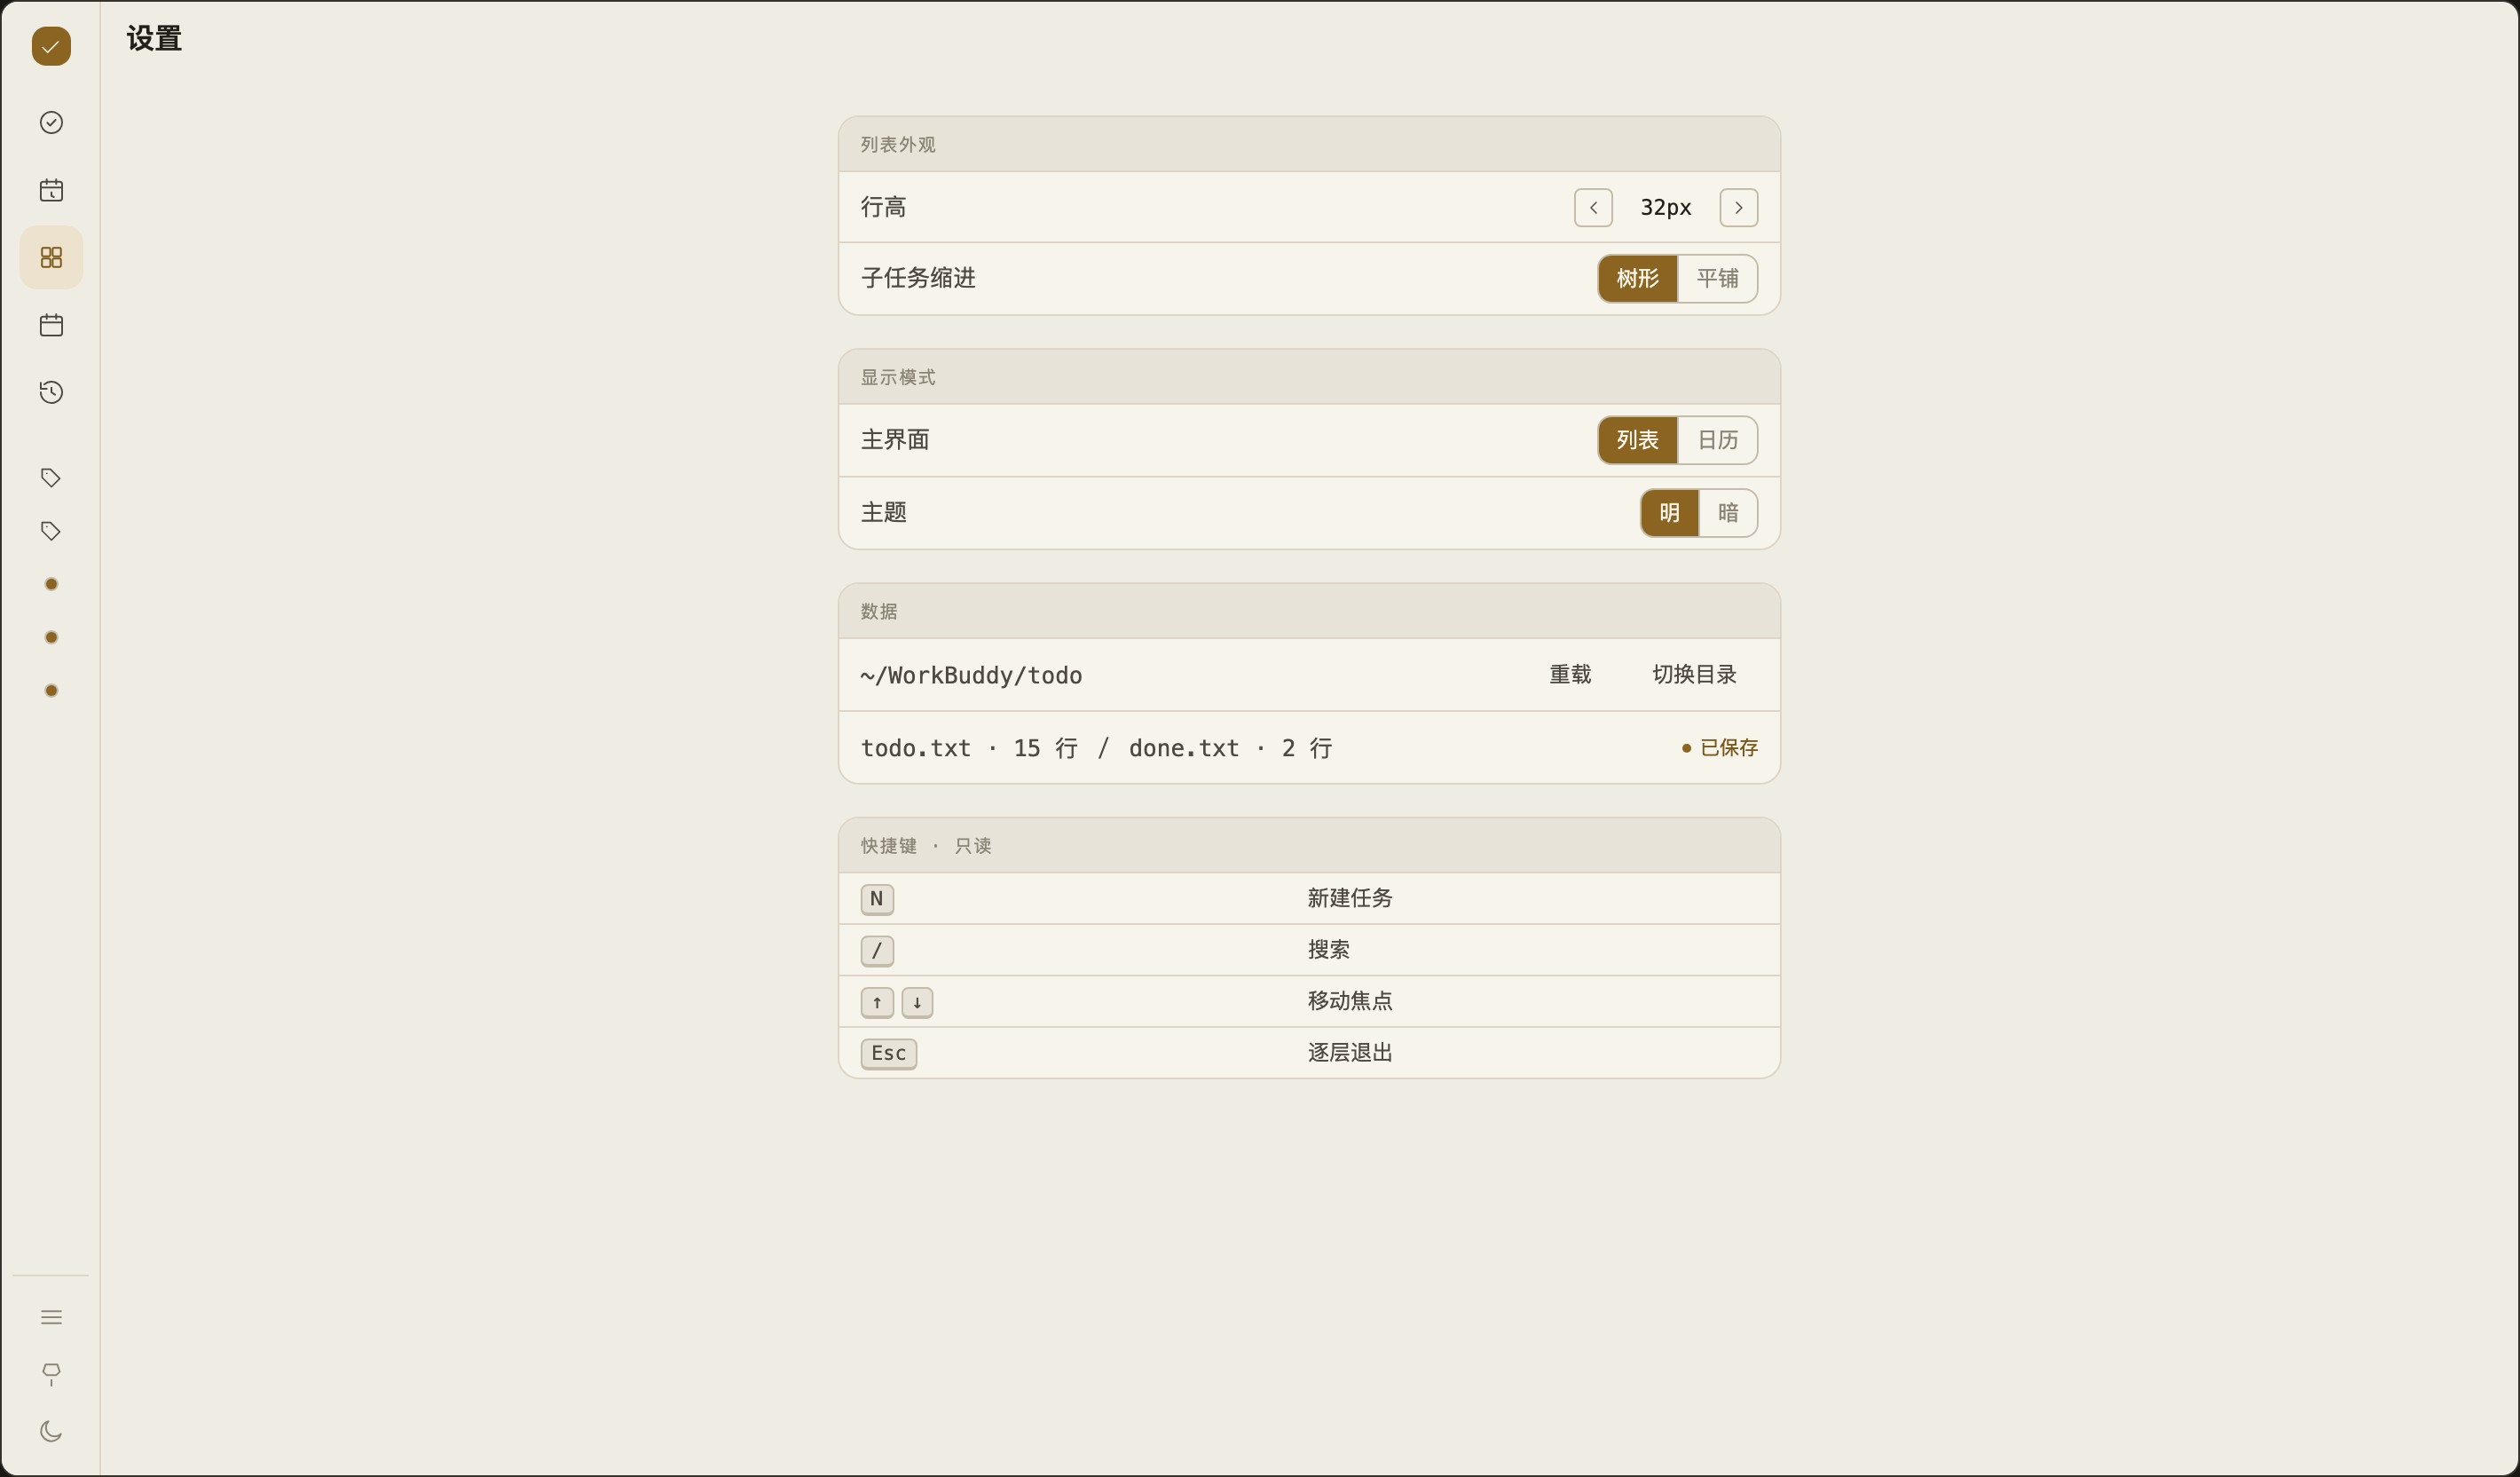 设置
列表外观
行高 32px
子任务缩进 树形 平铺
显示模式
主界面 列表 日历
主题 明 暗
数据
~/WorkBuddy/todo 重载 切换目录
todo.txt · 15 行 / done.txt · 2 行 已保存
快捷键 · 只读
N 新建任务
/ 搜索
↑ ↓ 移动焦点
Esc 逐层退出